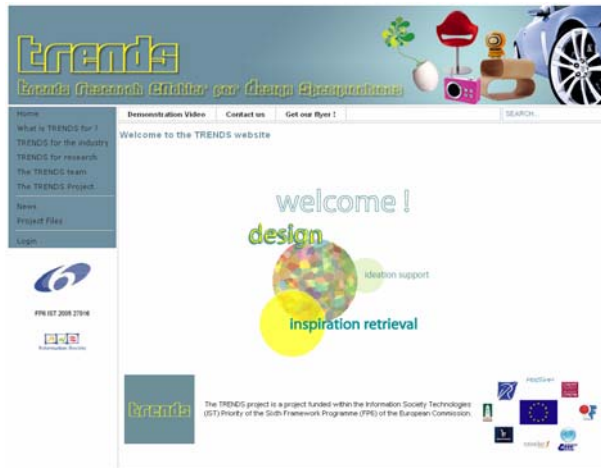 trends
Trends Research Enabler for Design Specifications
Home
What is TRENDS for ?
TRENDS for the industry
TRENDS for research
The TRENDS team
The TRENDS Project
News
Project Files
Login
Demonstration Video Contact us Get our flyer ! SEARCH...
Welcome to the TRENDS website
welcome !
design
ideation support
inspiration retrieval
6
FP6 IST 2005 27916
Information Society
trends
The TRENDS project is a project funded within the Information Society Technologies
(IST) Priority of the Sixth Framework Programme (FP6) of the European Commission.